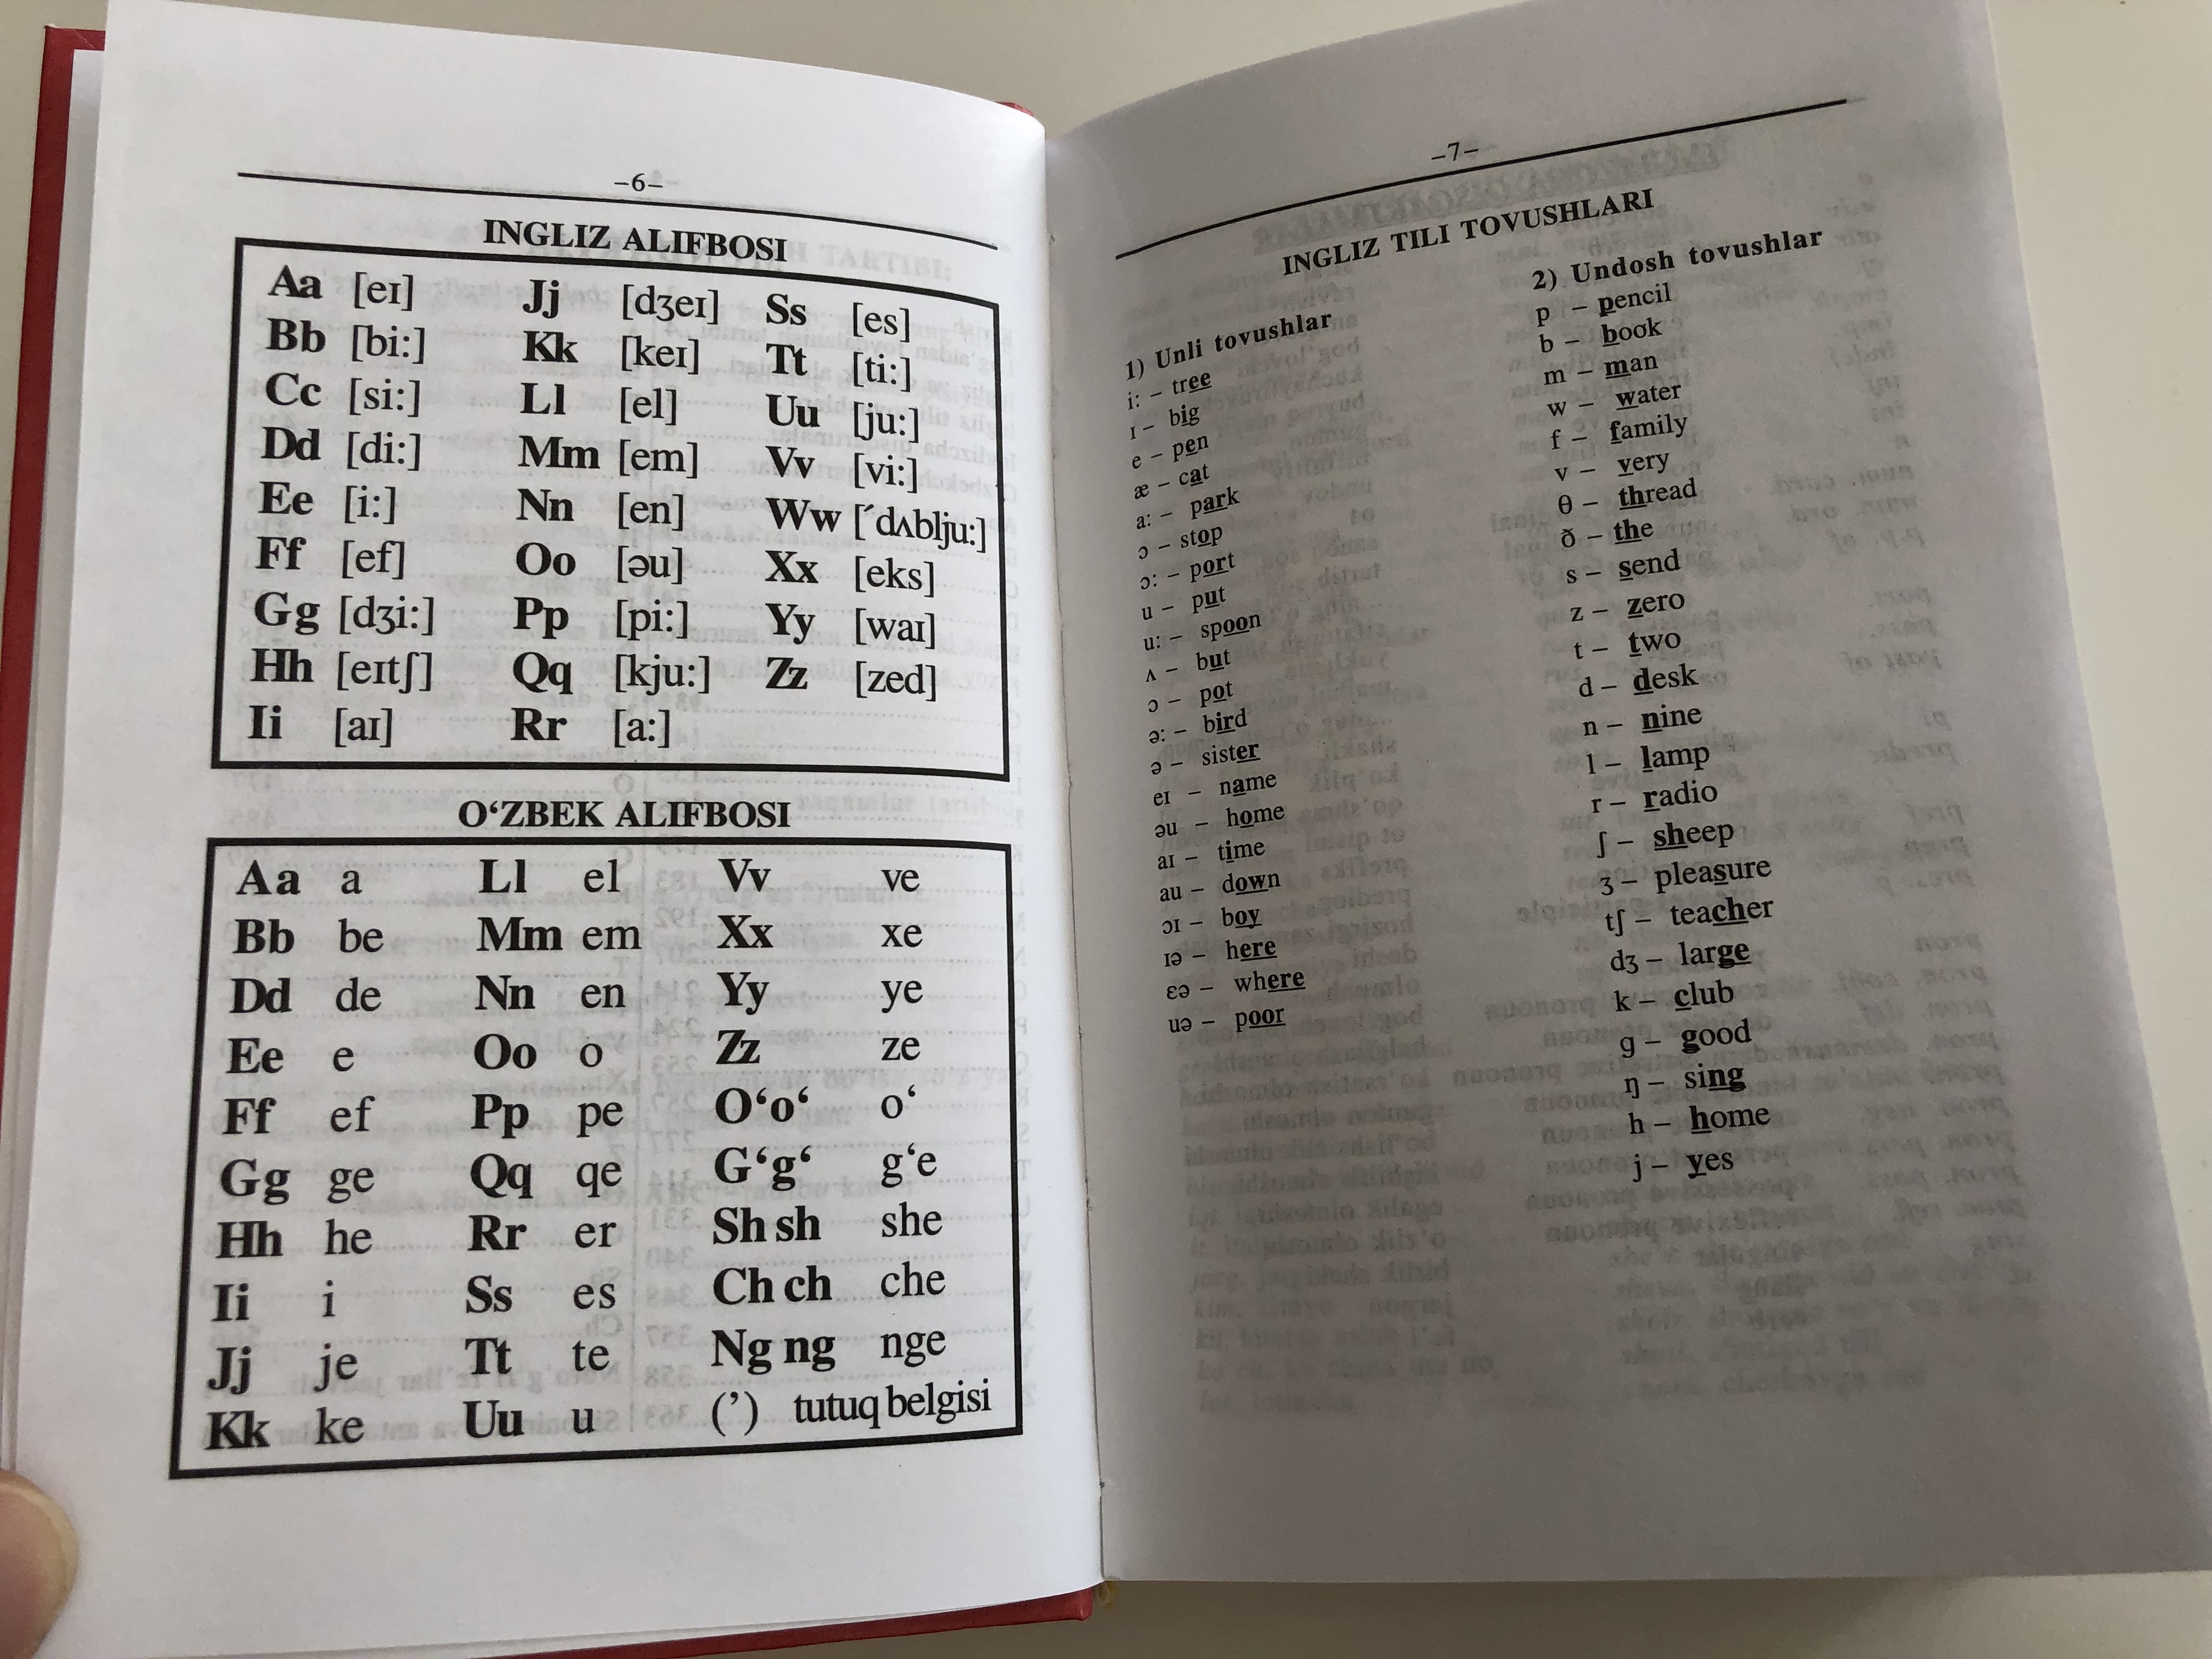 –6–
INGLIZ ALIFBOSI
Aa [eɪ] Jj [dʒeɪ] Ss [es]
Bb [bi:] Kk [keɪ] Tt [ti:]
Cc [si:] Ll [el] Uu [ju:]
Dd [di:] Mm [em] Vv [vi:]
Ee [i:] Nn [en] Ww [ˊdʌblju:]
Ff [ef] Oo [əu] Xx [eks]
Gg [dʒi:] Pp [pi:] Yy [waɪ]
Hh [eɪtʃ] Qq [kju:] Zz [zed]
Ii [aɪ] Rr [a:]
O‘ZBEK ALIFBOSI
Aa a Ll el Vv ve
Bb be Mm em Xx xe
Dd de Nn en Yy ye
Ee e Oo o Zz ze
Ff ef Pp pe O‘o‘ o‘
Gg ge Qq qe G‘g‘ g‘e
Hh he Rr er Sh sh she
Ii i Ss es Ch ch che
Jj je Tt te Ng ng nge
Kk ke Uu u (’) tutuq belgisi
–7–
INGLIZ TILI TOVUSHLARI
1) Unli tovushlar
i: – tree
ɪ – big
e – pen
æ – cat
a: – park
ɔ – stop
ɔ: – port
u – put
u: – spoon
ʌ – but
ɔ – pot
ə: – bird
ə – sister
eɪ – name
əu – home
aɪ – time
au – down
ɔɪ – boy
ɪə – here
ɛə – where
uə – poor
2) Undosh tovushlar
p – pencil
b – book
m – man
w – water
f – family
v – very
θ – thread
ð – the
s – send
z – zero
t – two
d – desk
n – nine
l – lamp
r – radio
ʃ – sheep
ʒ – pleasure
tʃ – teacher
dʒ – large
k – club
g – good
ŋ – sing
h – home
j – yes